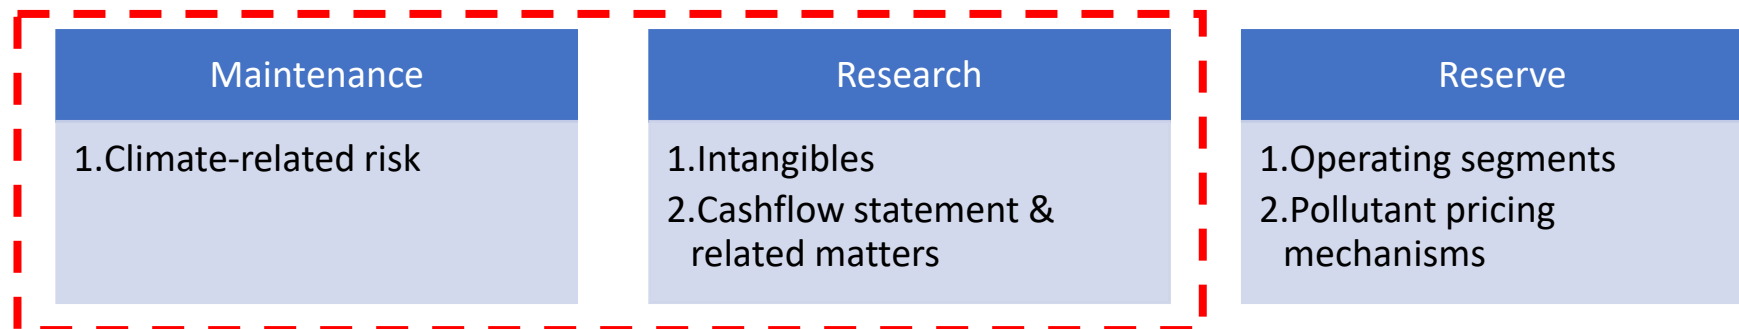 Maintenance
1.Climate-related risk
Research
1.Intangibles
2.Cashflow statement &
related matters
Reserve
1.Operating segments
2.Pollutant pricing
mechanisms